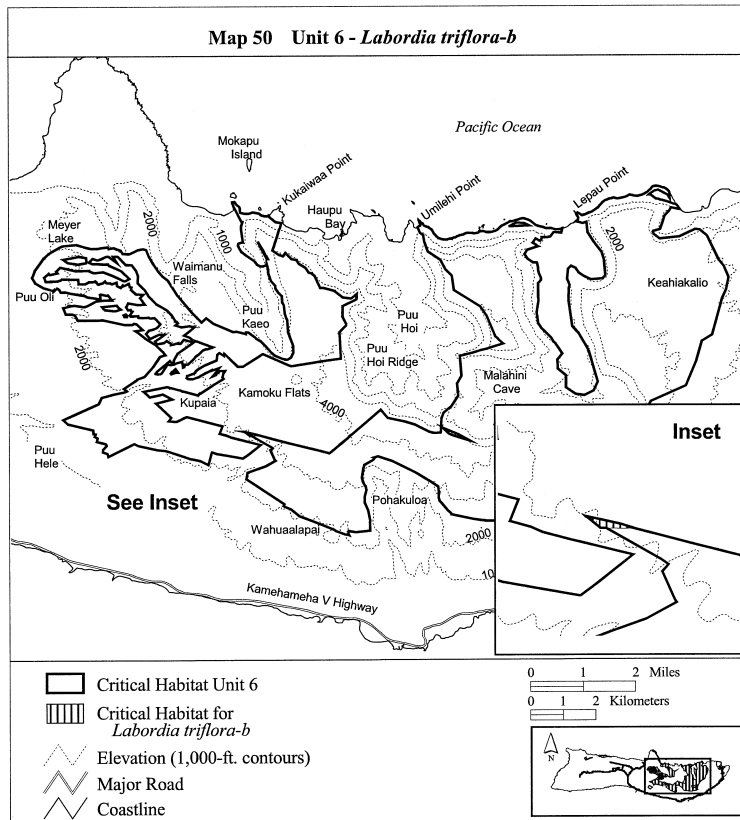 Map 50 Unit 6 - Labordia triflora-b
Pacific Ocean
Mokapu
Island
Kukaiwaa Point
Haupu
Bay
Umilehi Point
Lepau Point
Meyer
Lake
2000
1000
Waimanu
Falls
2000
Keahiakalio
Puu Oli
Puu
Kaeo
Puu
Hoi
Puu
Hoi Ridge
2000
Malahini
Cave
Kupaia
Kamoku Flats
4000
Inset
Puu
Hele
See Inset
Pohakuloa
Wahuaalapai
2000
10
Kamehameha V Highway
Critical Habitat Unit 6
Critical Habitat for
Labordia triflora-b
Elevation (1,000-ft. contours)
Major Road
Coastline
0 1 2 Miles
0 1 2 Kilometers
N